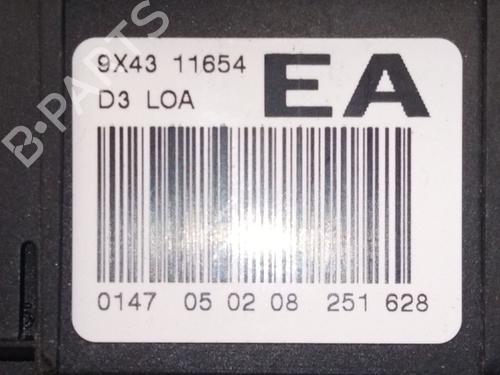 9X43 11654 EA
D3 LOA
0147 05 02 08 251 628
B-PARTS